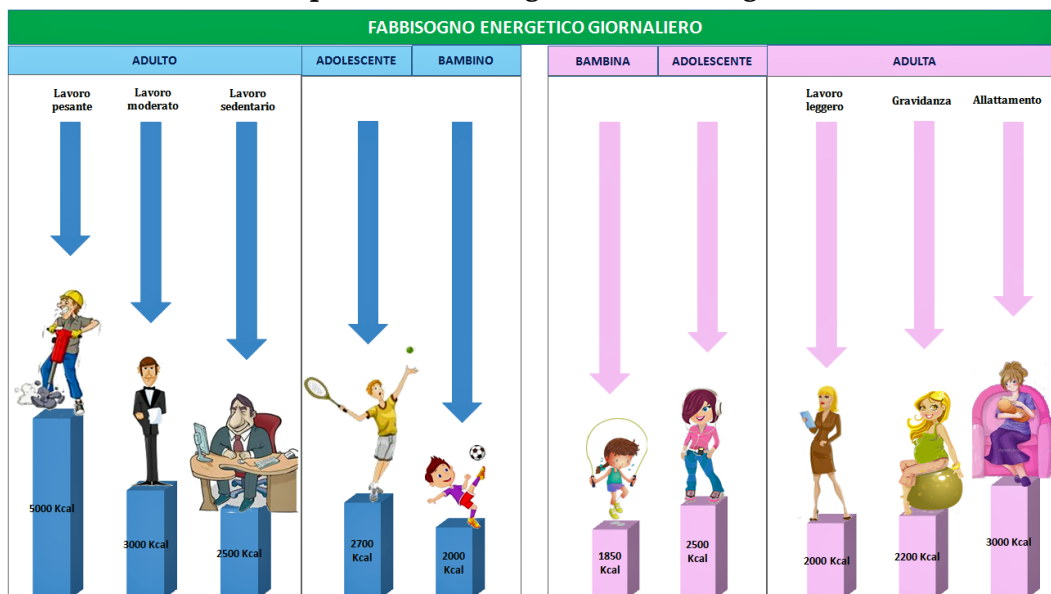 FABBISOGNO ENERGETICO GIORNALIERO
ADULTO
ADOLESCENTE
BAMBINO
BAMBINA
ADOLESCENTE
ADULTA
Lavoro
pesante
Lavoro
moderato
Lavoro
sedentario
Lavoro
leggero
Gravidanza
Allattamento
5000 Kcal
3000 Kcal
2500 Kcal
2700
Kcal
2000
Kcal
1850
Kcal
2500
Kcal
2000 Kcal
2200 Kcal
3000 Kcal